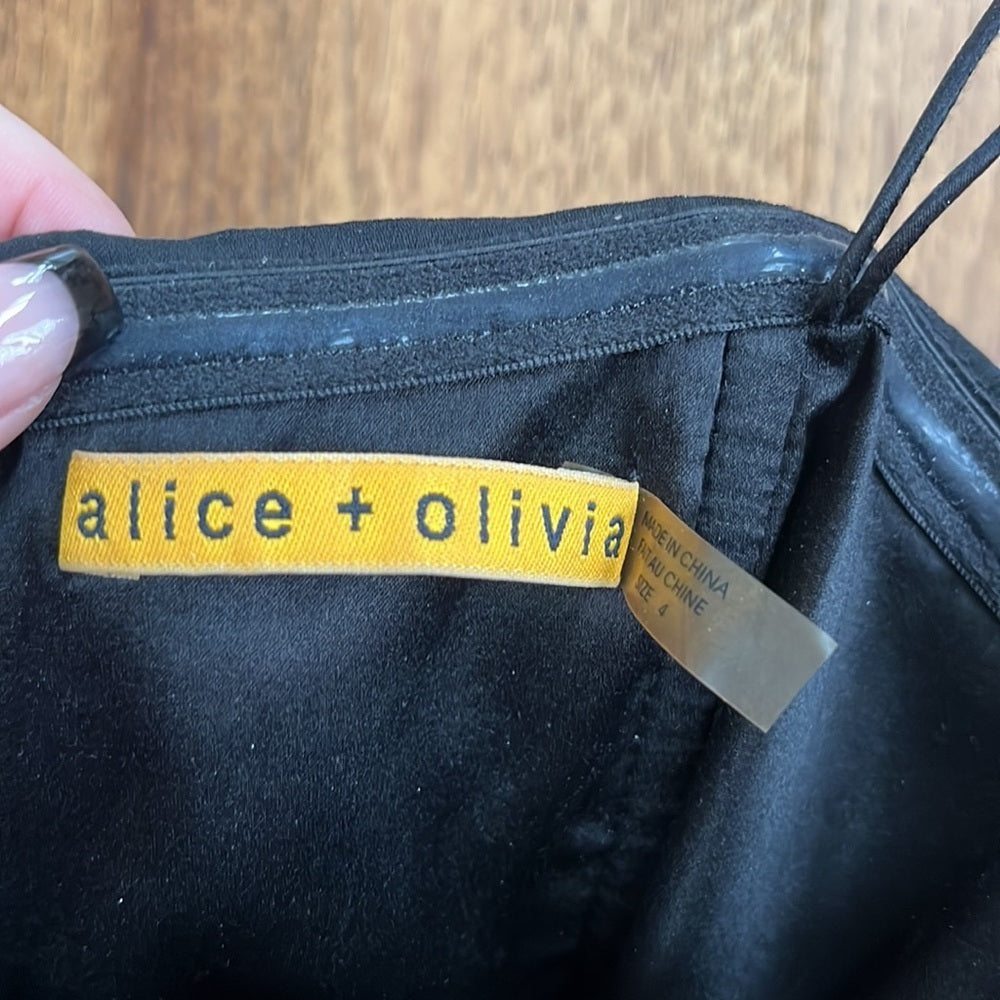 alice + olivia
MADE IN CHINA
FAIT AU CHINE
SIZE 4